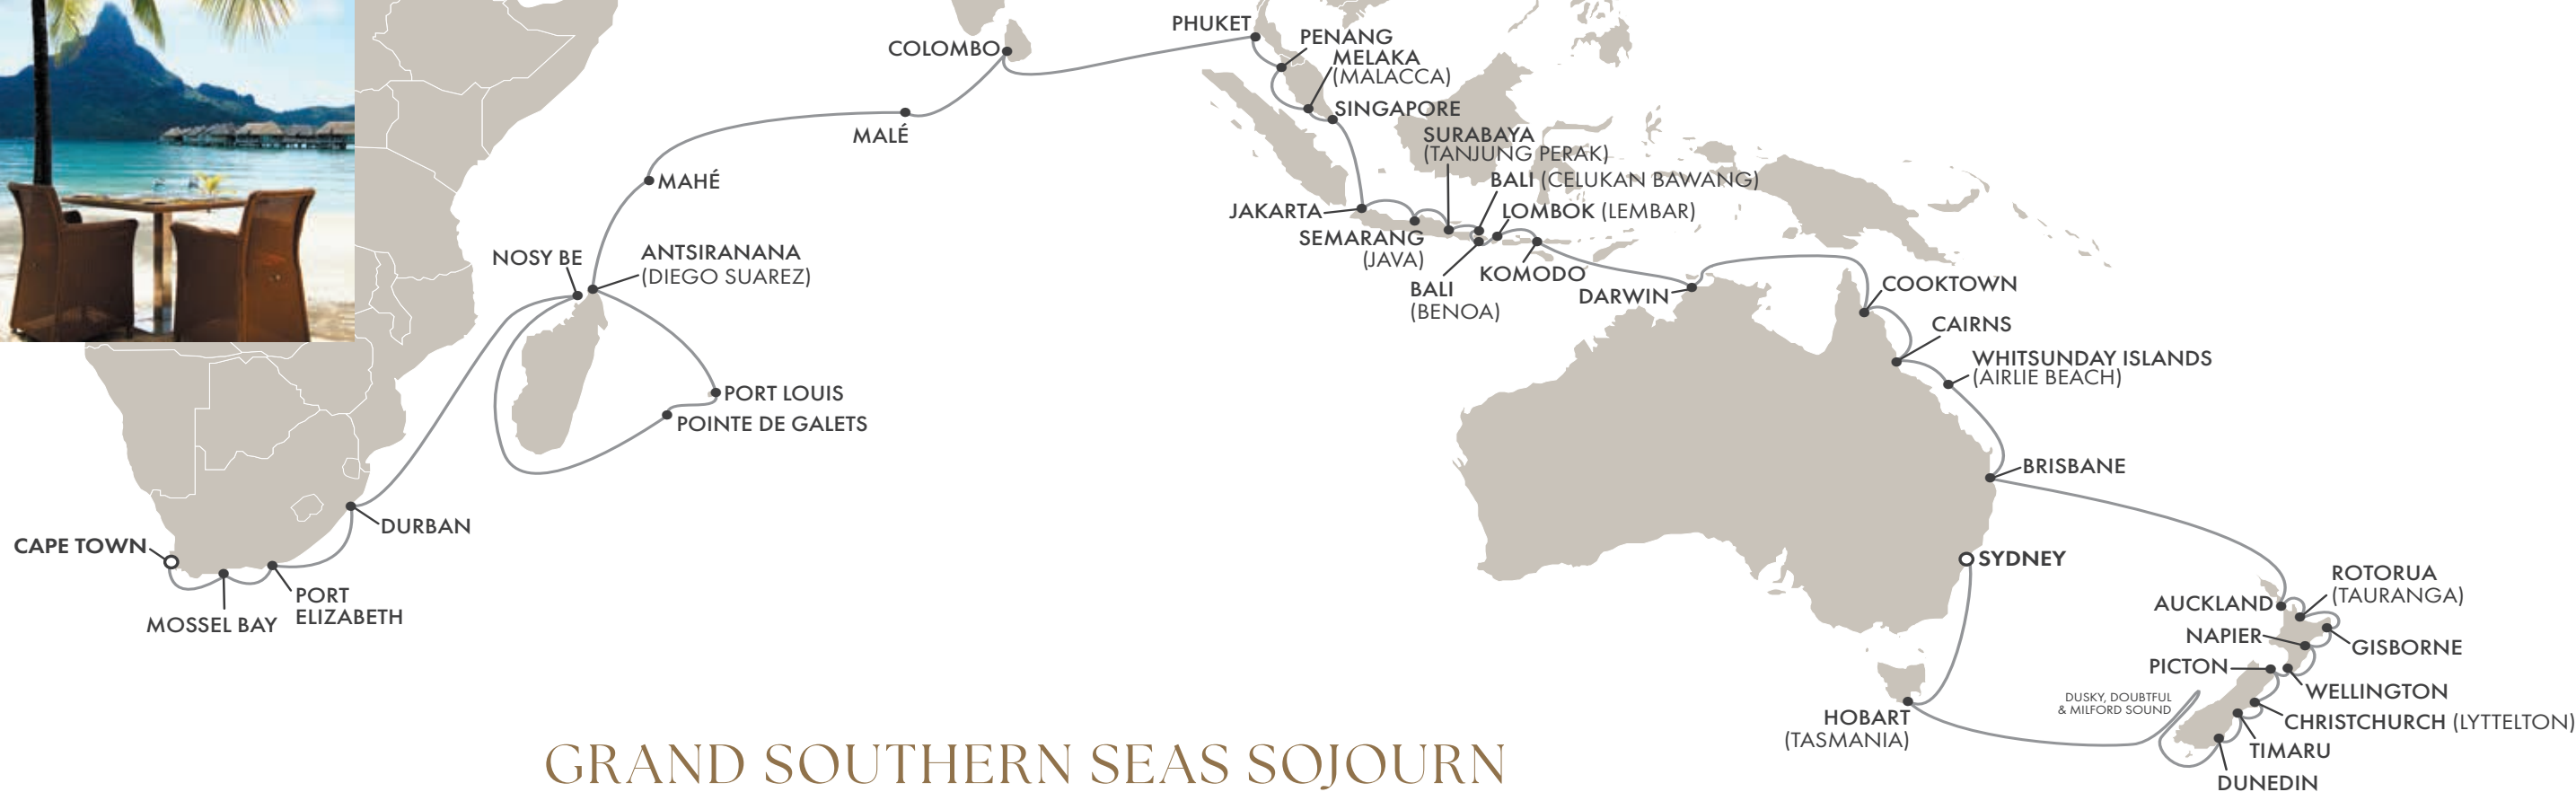 PHUKET
PENANG
MELAKA
(MALACCA)
COLOMBO
SINGAPORE
MALÉ
SURABAYA
(TANJUNG PERAK)
MAHÉ
BALI (CELUKAN BAWANG)
JAKARTA
LOMBOK (LEMBAR)
SEMARANG
(JAVA)
NOSY BE
ANTSIRANANA
(DIEGO SUAREZ)
KOMODO
BALI
(BENOA)
DARWIN
COOKTOWN
CAIRNS
WHITSUNDAY ISLANDS
(AIRLIE BEACH)
PORT LOUIS
POINTE DE GALETS
BRISBANE
DURBAN
CAPE TOWN
SYDNEY
PORT
ELIZABETH
MOSSEL BAY
ROTORUA
(TAURANGA)
AUCKLAND
NAPIER
GISBORNE
PICTON
WELLINGTON
DUSKY, DOUBTFUL
& MILFORD SOUND
HOBART
(TASMANIA)
CHRISTCHURCH (LYTTELTON)
TIMARU
DUNEDIN
GRAND SOUTHERN SEAS SOJOURN